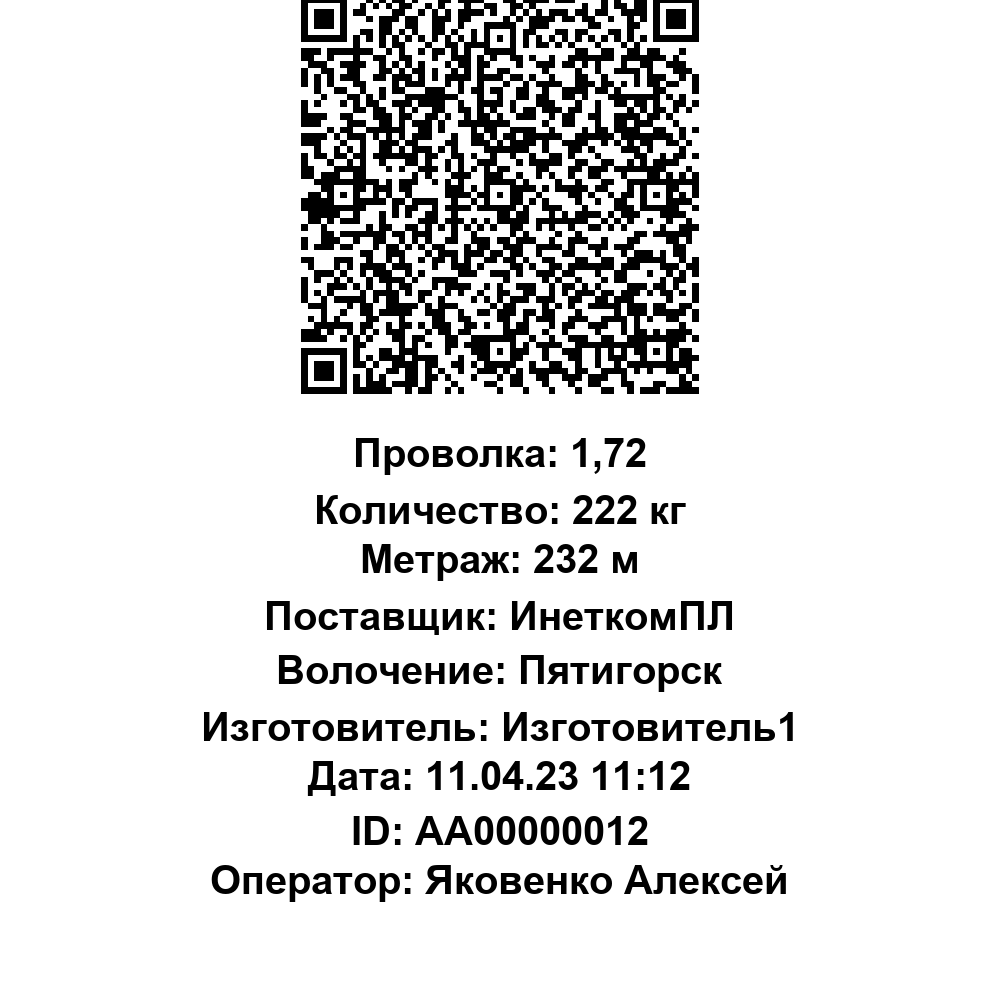 Проволка: 1,72
Количество: 222 кг
Метраж: 232 м
Поставщик: ИнеткомПЛ
Волочение: Пятигорск
Изготовитель: Изготовитель1
Дата: 11.04.23 11:12
ID: AA00000012
Оператор: Яковенко Алексей